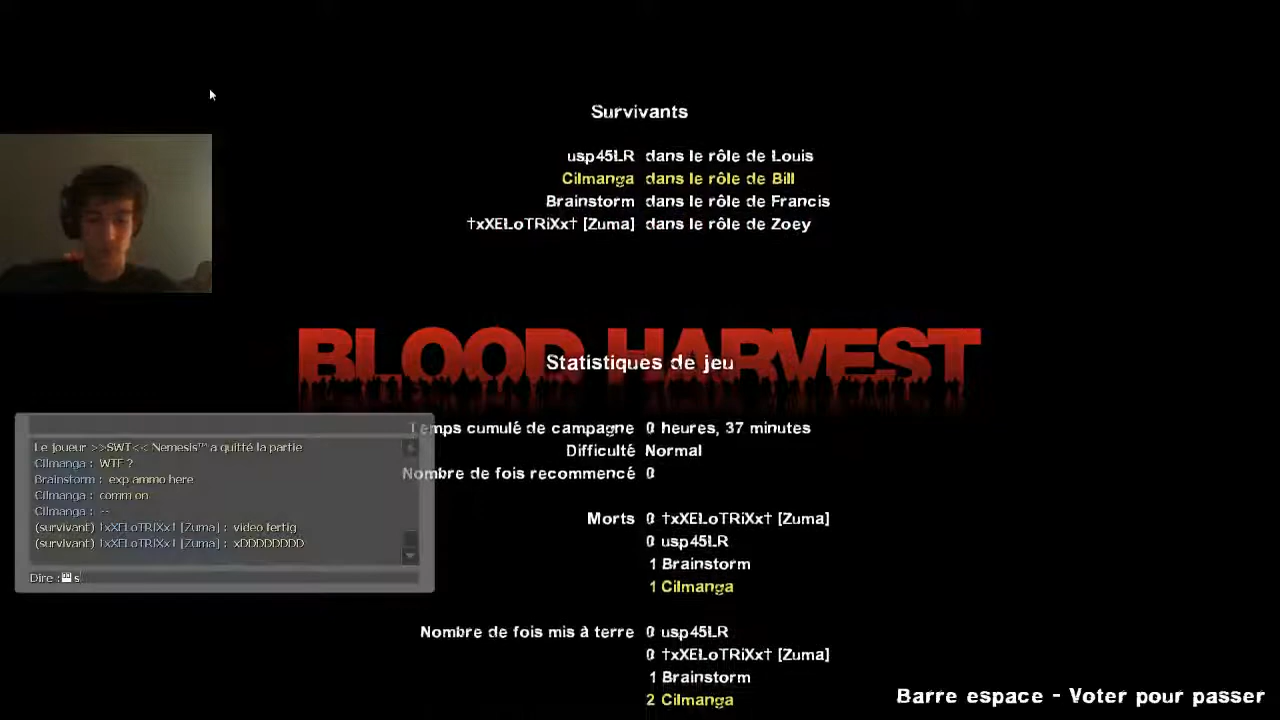 Survivants
usp45LR dans le rôle de Louis
Cilmanga dans le rôle de Bill
Brainstorm dans le rôle de Francis
†xXELoTRiXx† [Zuma] dans le rôle de Zoey
BLOOD HARVEST
Statistiques de jeu
Temps cumulé de campagne 0 heures, 37 minutes
Difficulté Normal
Nombre de fois recommencé 0
Morts 0 †xXELoTRiXx† [Zuma]
0 usp45LR
1 Brainstorm
1 Cilmanga
Nombre de fois mis à terre 0 usp45LR
0 †xXELoTRiXx† [Zuma]
1 Brainstorm
2 Cilmanga
Le joueur >>SWT<< Nemesis™ a quitté la partie
Cilmanga : WTF ?
Brainstorm : exp ammo here
Cilmanga : comm on
Cilmanga : --
(survivant) †xXELoTRiXx† [Zuma] : video fertig
(survivant) †xXELoTRiXx† [Zuma] : xDDDDDDDD
Dire : s
Barre espace - Voter pour passer